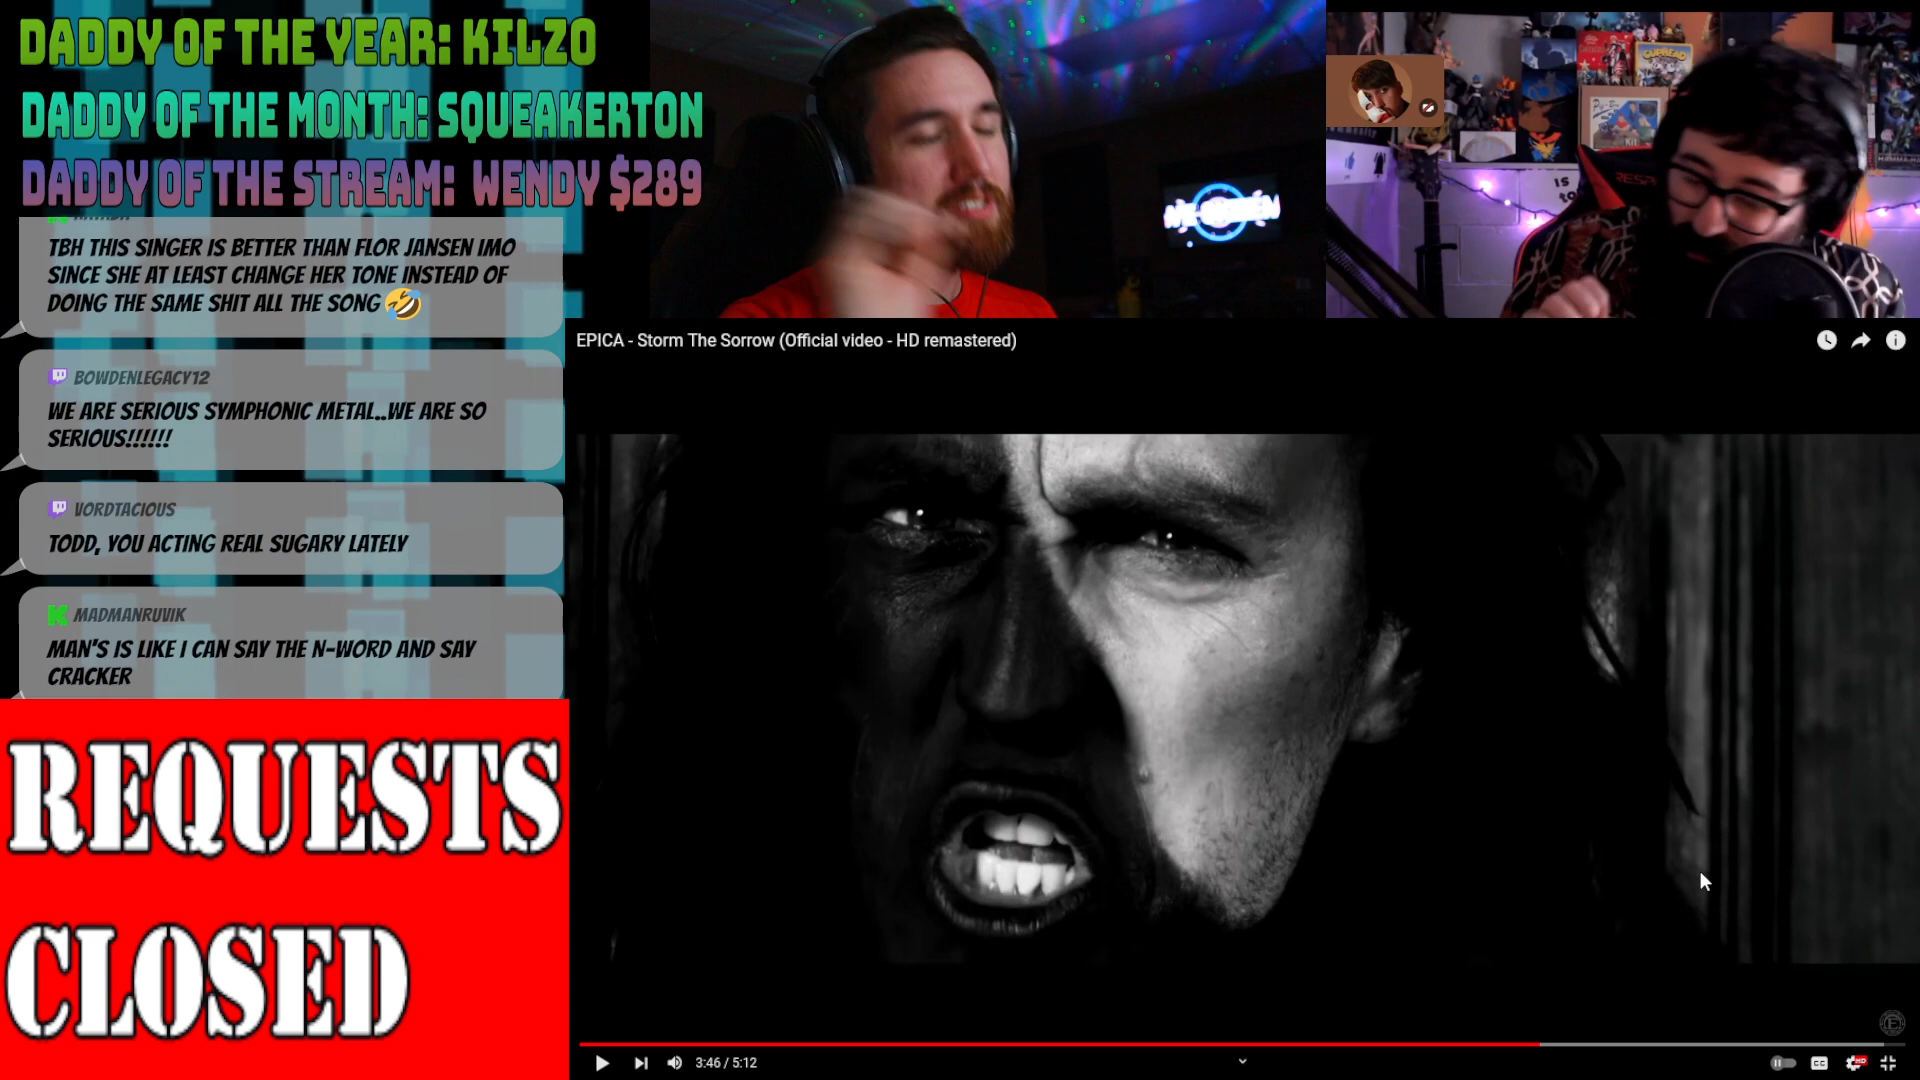 DADDY OF THE YEAR: KILZO
DADDY OF THE MONTH: SQUEAKERTON
DADDY OF THE STREAM: WENDY $289
TBH THIS SINGER IS BETTER THAN FLOR JANSEN IMO
SINCE SHE AT LEAST CHANGE HER TONE INSTEAD OF
DOING THE SAME SHIT ALL THE SONG 🤣
BOWDENLEGACY12
WE ARE SERIOUS SYMPHONIC METAL..WE ARE SO
SERIOUS!!!!!!
VORDTACIOUS
TODD, YOU ACTING REAL SUGARY LATELY
MADMANRUVIK
MAN'S IS LIKE I CAN SAY THE N-WORD AND SAY
CRACKER
REQUESTS
CLOSED
EPICA - Storm The Sorrow (Official video - HD remastered)
3:46 / 5:12
CC
HD